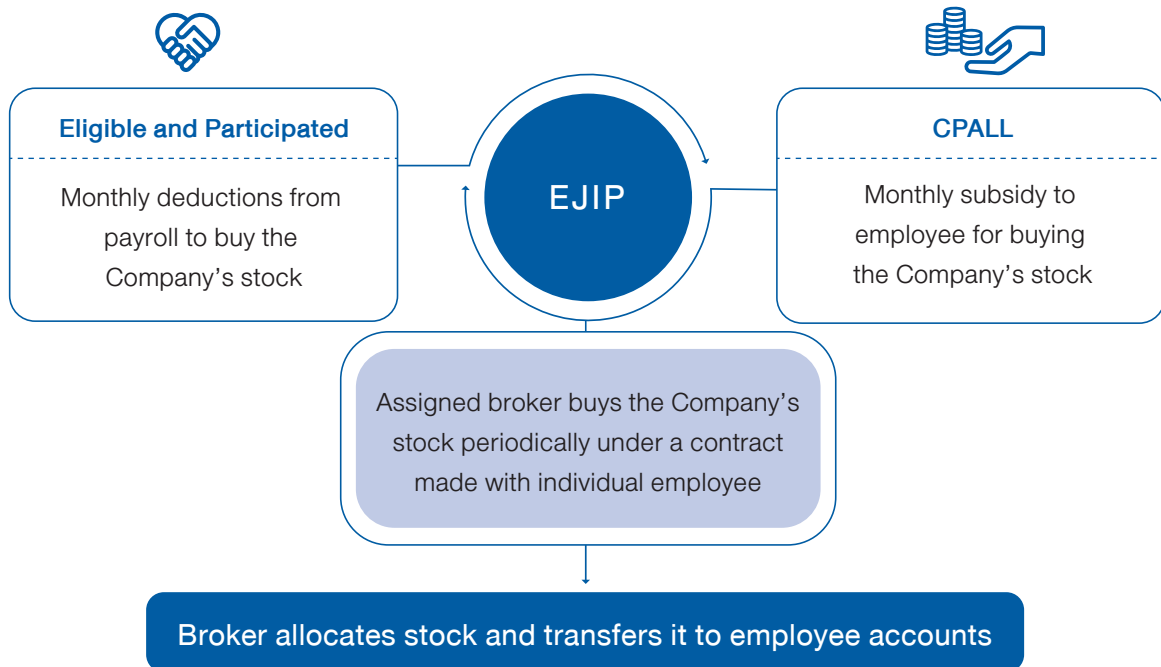 Eligible and Participated
Monthly deductions from
payroll to buy the
Company's stock
EJIP
CPALL
Monthly subsidy to
employee for buying
the Company's stock
Assigned broker buys the Company's
stock periodically under a contract
made with individual employee
Broker allocates stock and transfers it to employee accounts